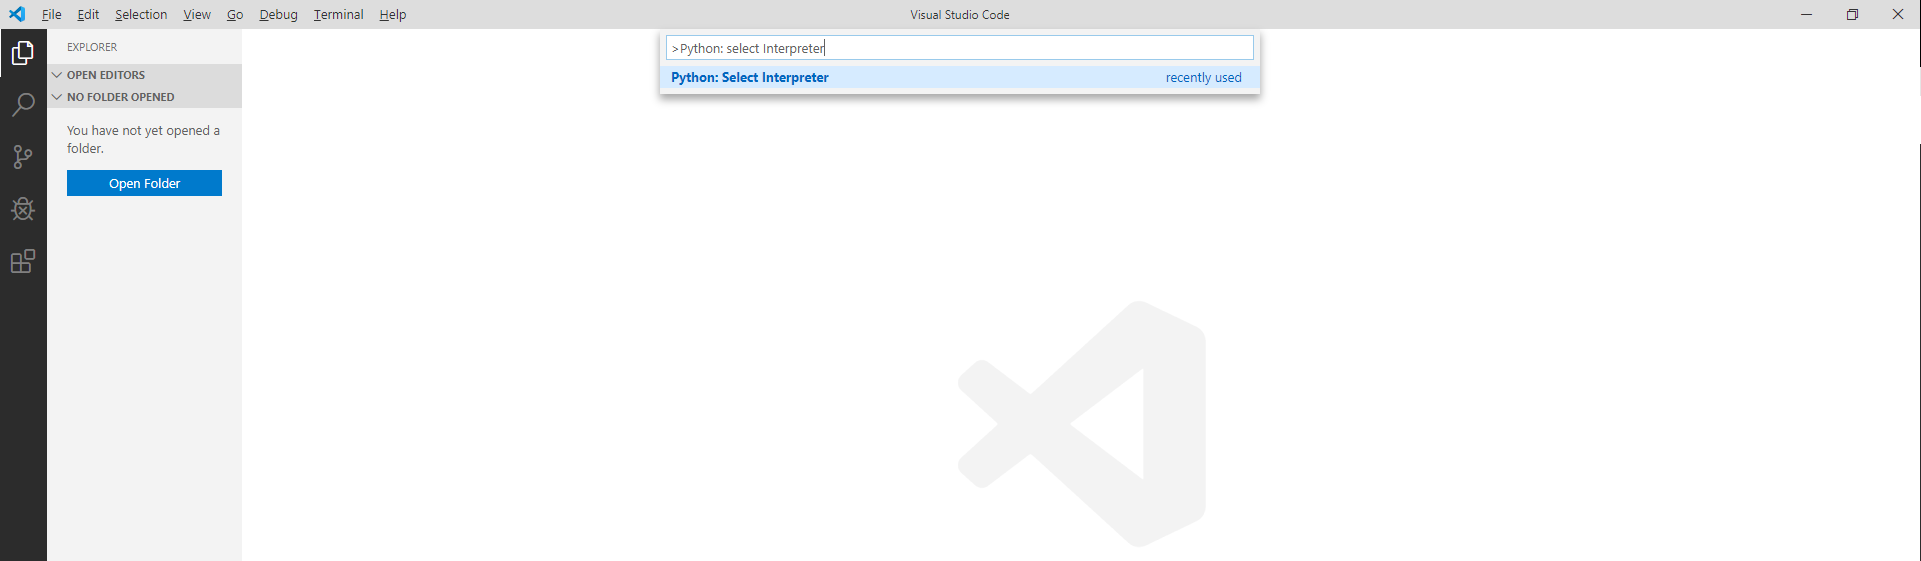 File Edit Selection View Go Debug Terminal Help
Visual Studio Code
EXPLORER
OPEN EDITORS
NO FOLDER OPENED
You have not yet opened a
folder.
Open Folder
>Python: select Interpreter
Python: Select Interpreter recently used